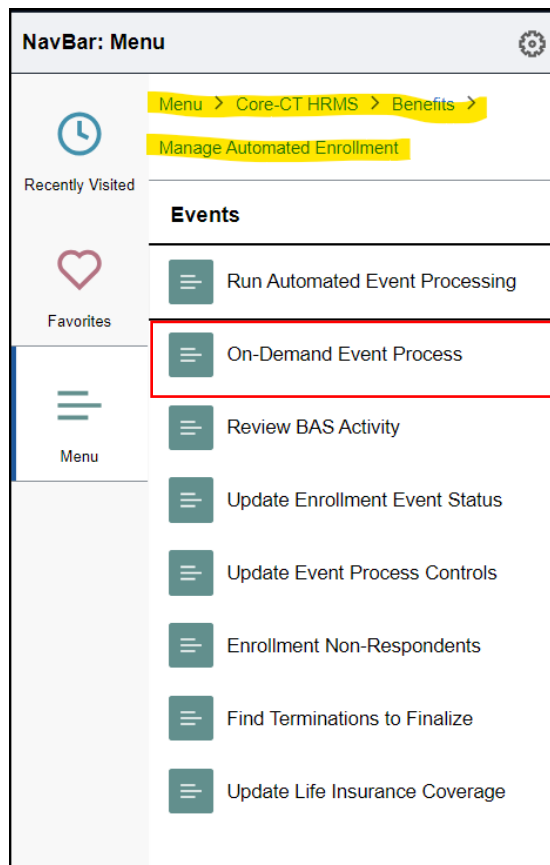 NavBar: Menu
Menu > Core-CT HRMS > Benefits >
Manage Automated Enrollment
Recently Visited
Favorites
Menu
Events
Run Automated Event Processing
On-Demand Event Process
Review BAS Activity
Update Enrollment Event Status
Update Event Process Controls
Enrollment Non-Respondents
Find Terminations to Finalize
Update Life Insurance Coverage